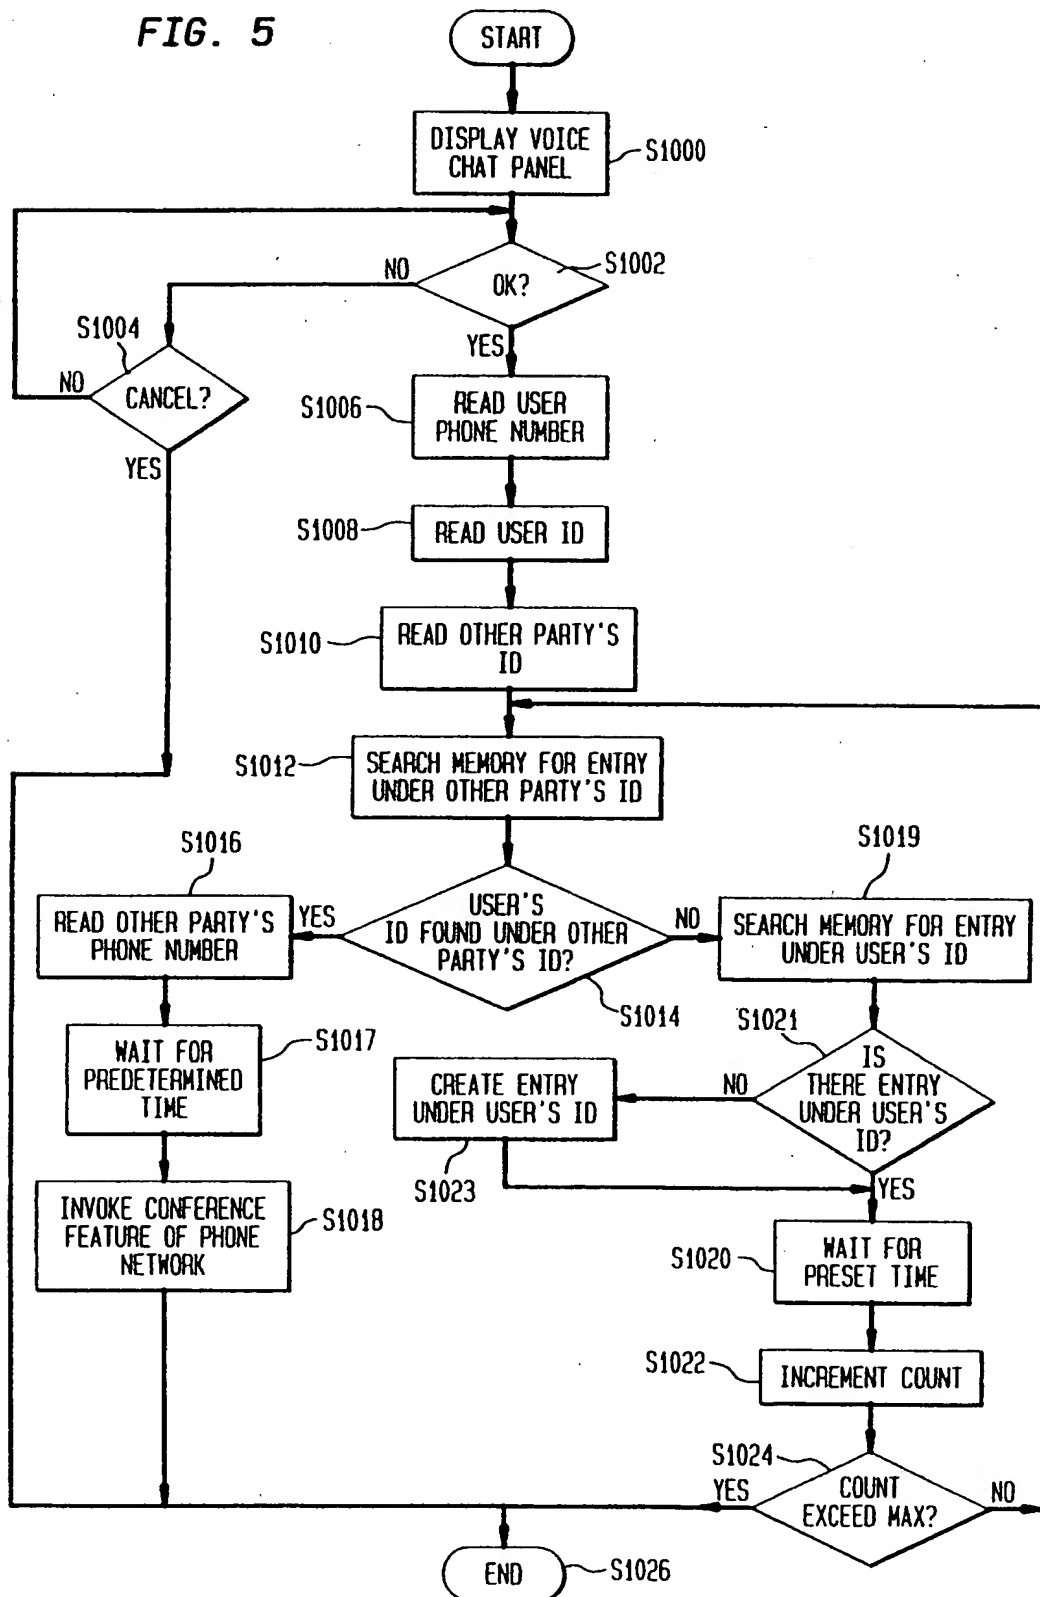 FIG. 5
START
DISPLAY VOICE
CHAT PANEL
S1000
NO
OK?
S1002
S1004
YES
NO
CANCEL?
S1006
READ USER
PHONE NUMBER
YES
S1008
READ USER ID
S1010
READ OTHER PARTY'S
ID
S1012
SEARCH MEMORY FOR ENTRY
UNDER OTHER PARTY'S ID
S1016
S1019
READ OTHER PARTY'S
PHONE NUMBER
YES
USER'S
ID FOUND UNDER OTHER
PARTY'S ID?
NO
SEARCH MEMORY FOR ENTRY
UNDER USER'S ID
S1014
S1021
WAIT FOR
PREDETERMINED
TIME
S1017
CREATE ENTRY
UNDER USER'S ID
NO
IS
THERE ENTRY
UNDER USER'S
ID?
S1023
YES
INVOKE CONFERENCE
FEATURE OF PHONE
NETWORK
S1018
S1020
WAIT FOR
PRESET TIME
S1022
INCREMENT COUNT
S1024
YES
COUNT
EXCEED MAX?
NO
END
S1026